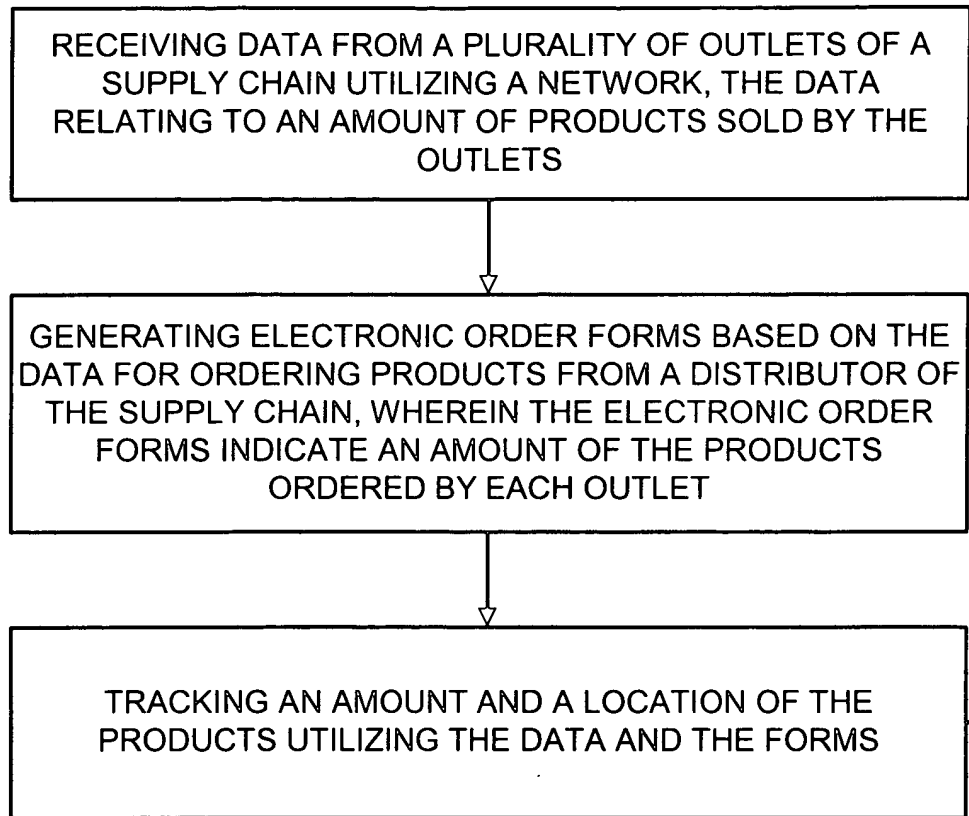 RECEIVING DATA FROM A PLURALITY OF OUTLETS OF A
SUPPLY CHAIN UTILIZING A NETWORK, THE DATA
RELATING TO AN AMOUNT OF PRODUCTS SOLD BY THE
OUTLETS
GENERATING ELECTRONIC ORDER FORMS BASED ON THE
DATA FOR ORDERING PRODUCTS FROM A DISTRIBUTOR OF
THE SUPPLY CHAIN, WHEREIN THE ELECTRONIC ORDER
FORMS INDICATE AN AMOUNT OF THE PRODUCTS
ORDERED BY EACH OUTLET
TRACKING AN AMOUNT AND A LOCATION OF THE
PRODUCTS UTILIZING THE DATA AND THE FORMS